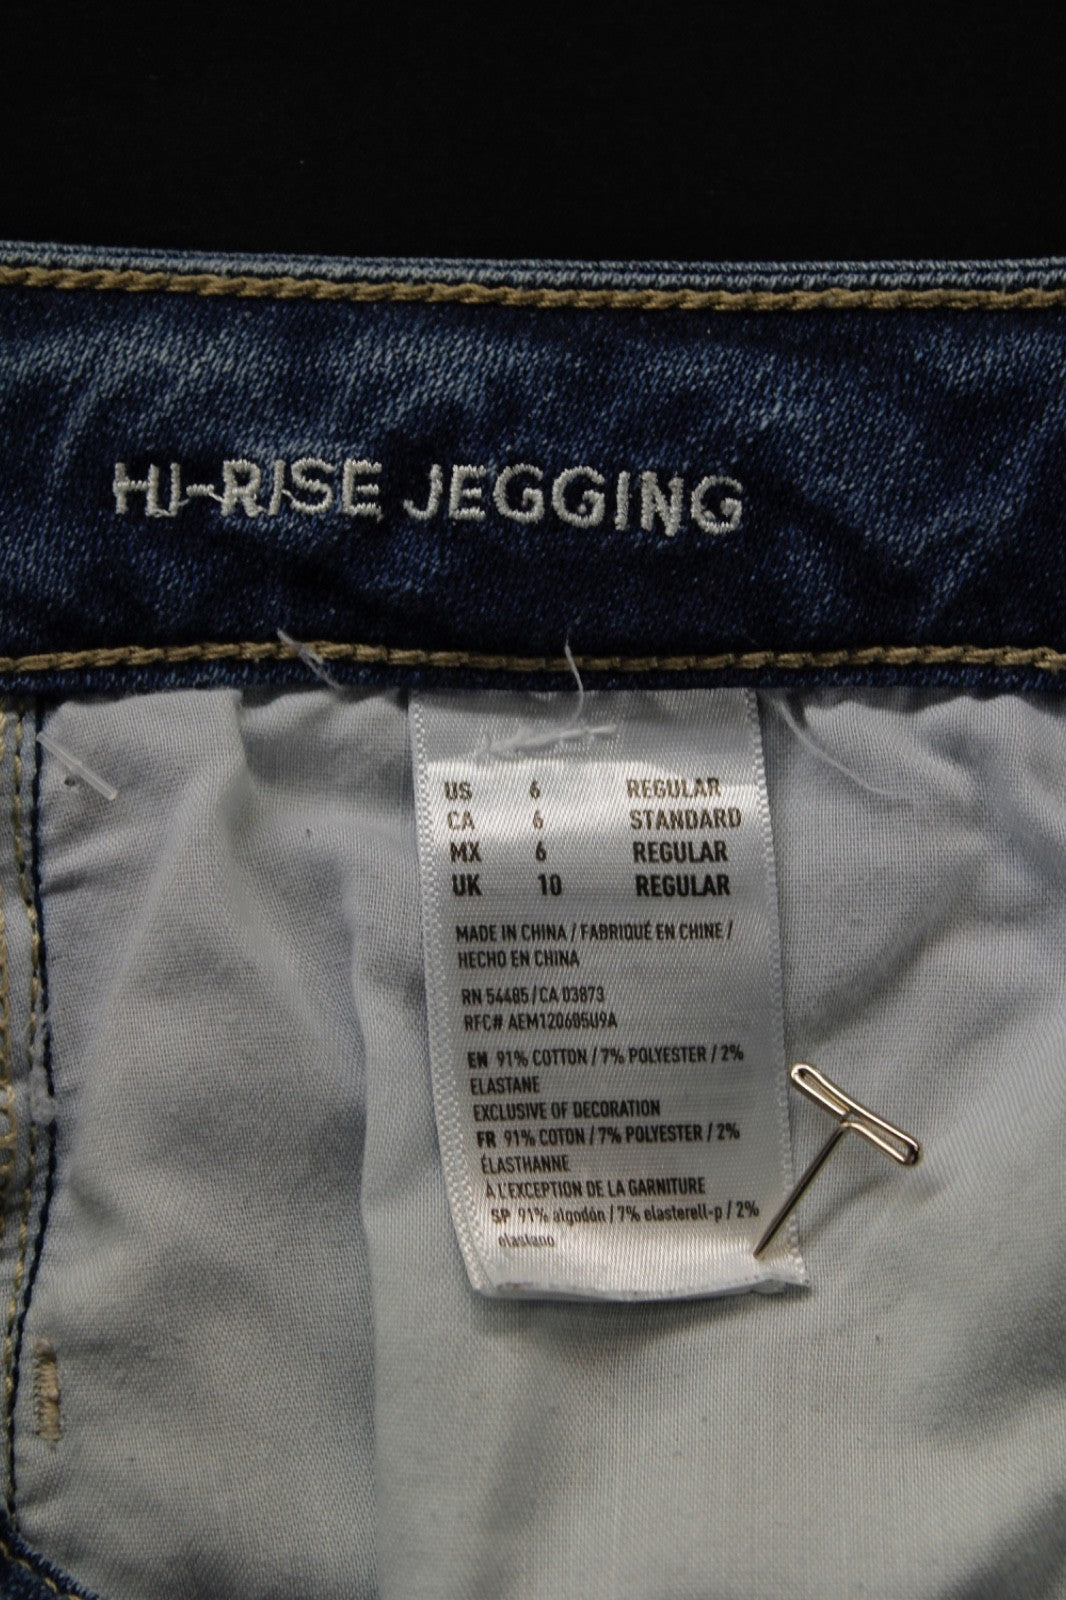 HI-RISE JEGGING
US 6 REGULAR
CA 6 STANDARD
MX 6 REGULAR
UK 10 REGULAR
MADE IN CHINA / FABRIQUÉ EN CHINE /
HECHO EN CHINA
RN 54485 / CA 03873
RFC# AEM120605U9A
EN 91% COTTON / 7% POLYESTER / 2%
ELASTANE
EXCLUSIVE OF DECORATION
FR 91% COTON / 7% POLYESTER / 2%
ÉLASTHANNE
À L'EXCEPTION DE LA GARNITURE
SP 91% algodón / 7% elasterell-p / 2%
elastano